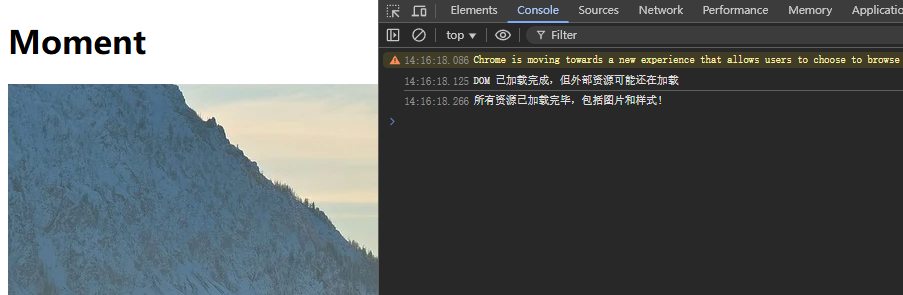 Moment
Elements Console Sources Network Performance Memory Application
top ▼ Filter
14:16:18.086 Chrome is moving towards a new experience that allows users to choose to browse
14:16:18.125 DOM 已加载完成，但外部资源可能还在加载
14:16:18.266 所有资源已加载完毕，包括图片和样式!